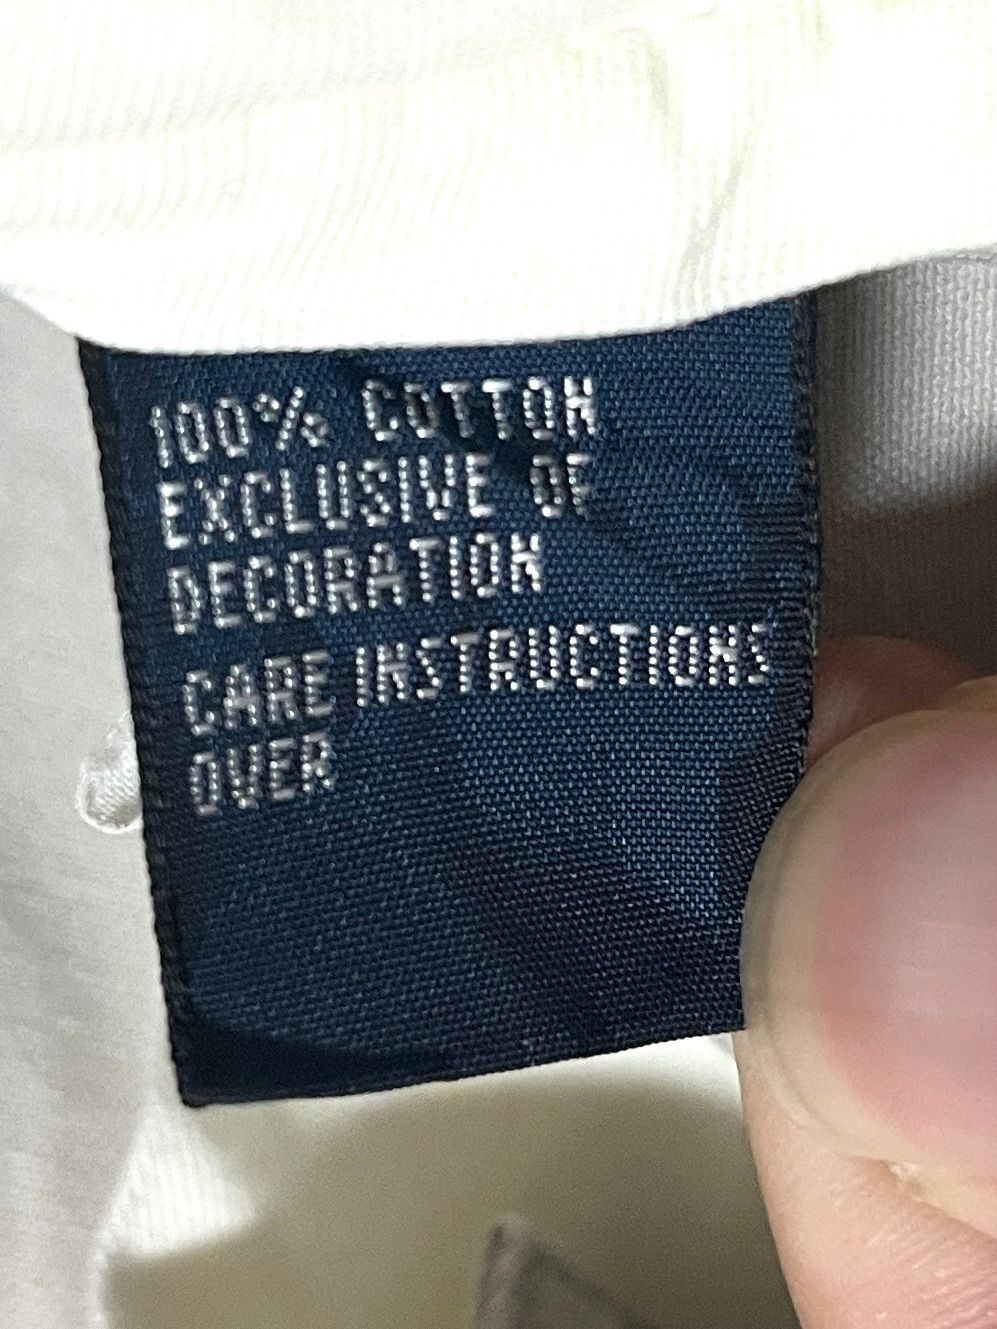 100% COTTON
EXCLUSIVE OF
DECORATION
CARE INSTRUCTIONS
OVER